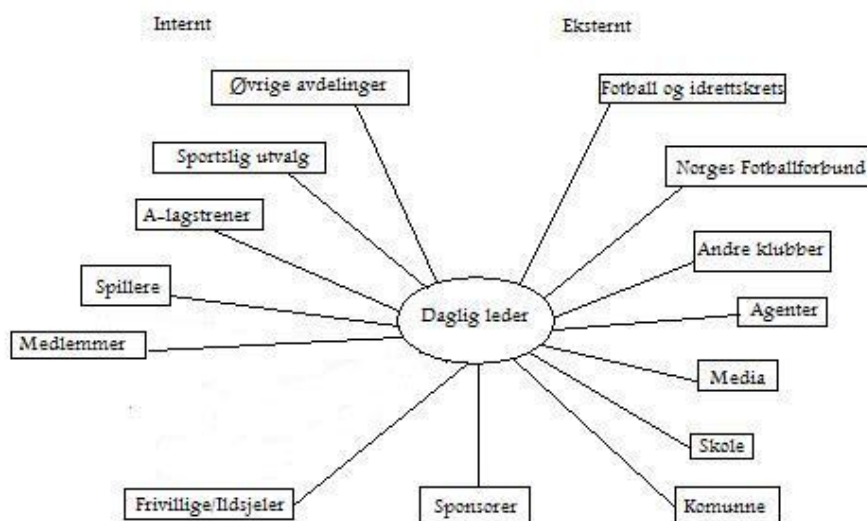 Internt
Eksternt
Øvrige avdelinger
Fotball og idrettskrets
Sportslig utvalg
Norges Fotballforbund
A-lagstrener
Andre klubber
Spillere
Daglig leder
Agenter
Medlemmer
Media
Skole
Frivillige/Ildsjeler
Sponsorer
Komunne